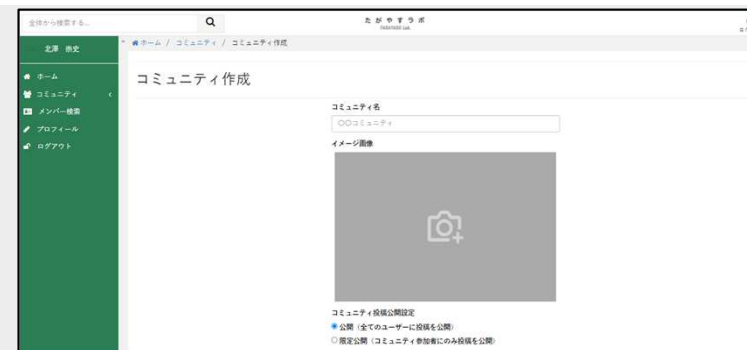 全体から検索する...
たがやすラボ
北澤 崇史
ホーム / コミュニティ / コミュニティ作成
ホーム
コミュニティ
メンバー検索
プロフィール
ログアウト
コミュニティ作成
コミュニティ名
〇〇コミュニティ
イメージ画像
コミュニティ投稿公開設定
公開（全てのユーザーに投稿を公開）
限定公開（コミュニティ参加者にのみ投稿を公開）